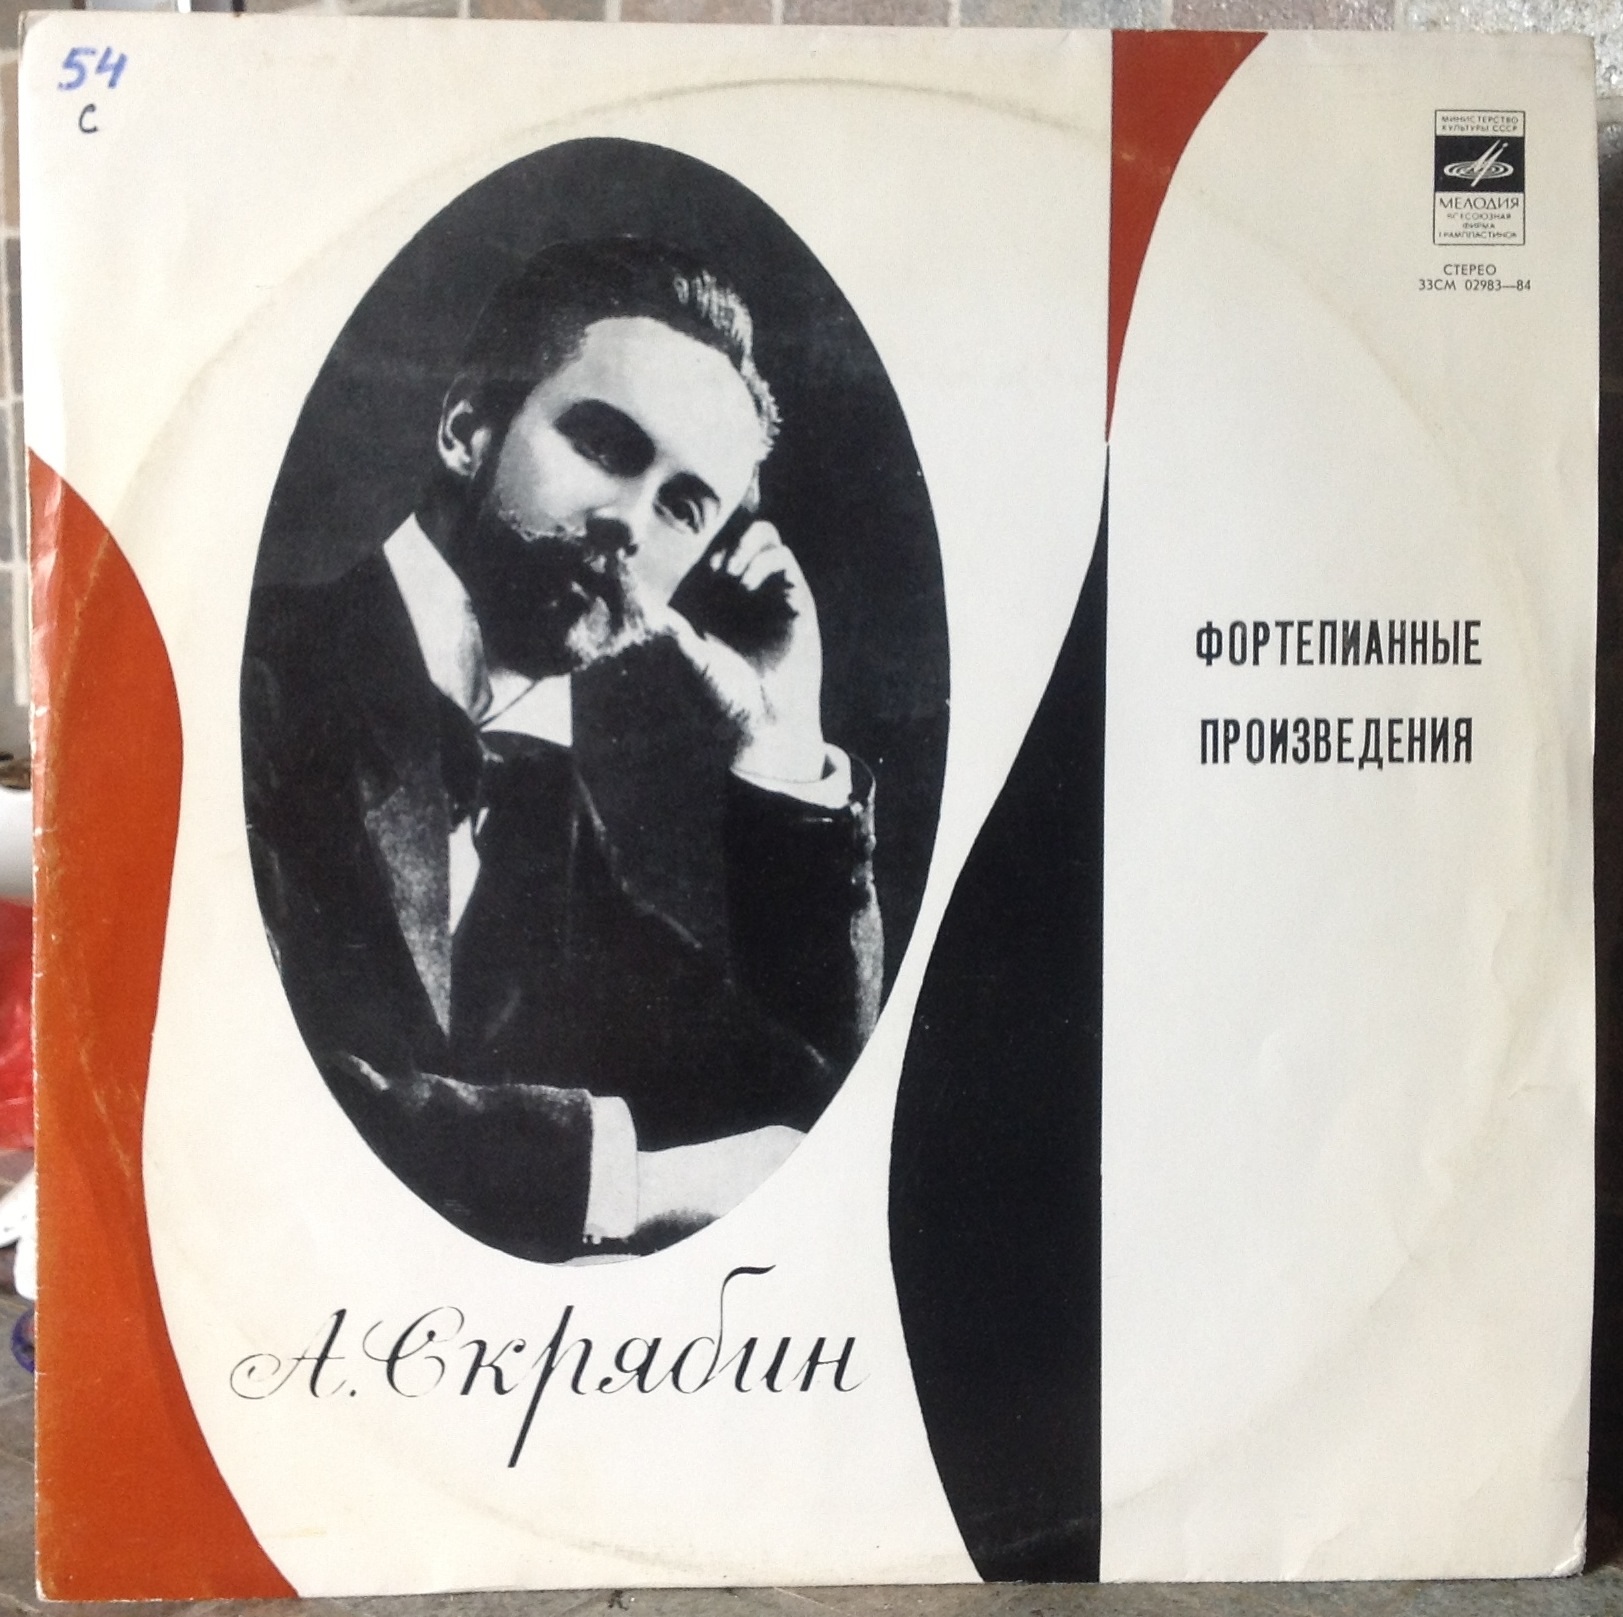 54
с
МИНИСТЕРСТВО
КУЛЬТУРЫ СССР
МЕЛОДИЯ
ВСЕСОЮЗНАЯ
ФИРМА
ГРАМПЛАСТИНОК
СТЕРЕО
33СМ 02983—84
ФОРТЕПИАННЫЕ
ПРОИЗВЕДЕНИЯ
А. Скрябин